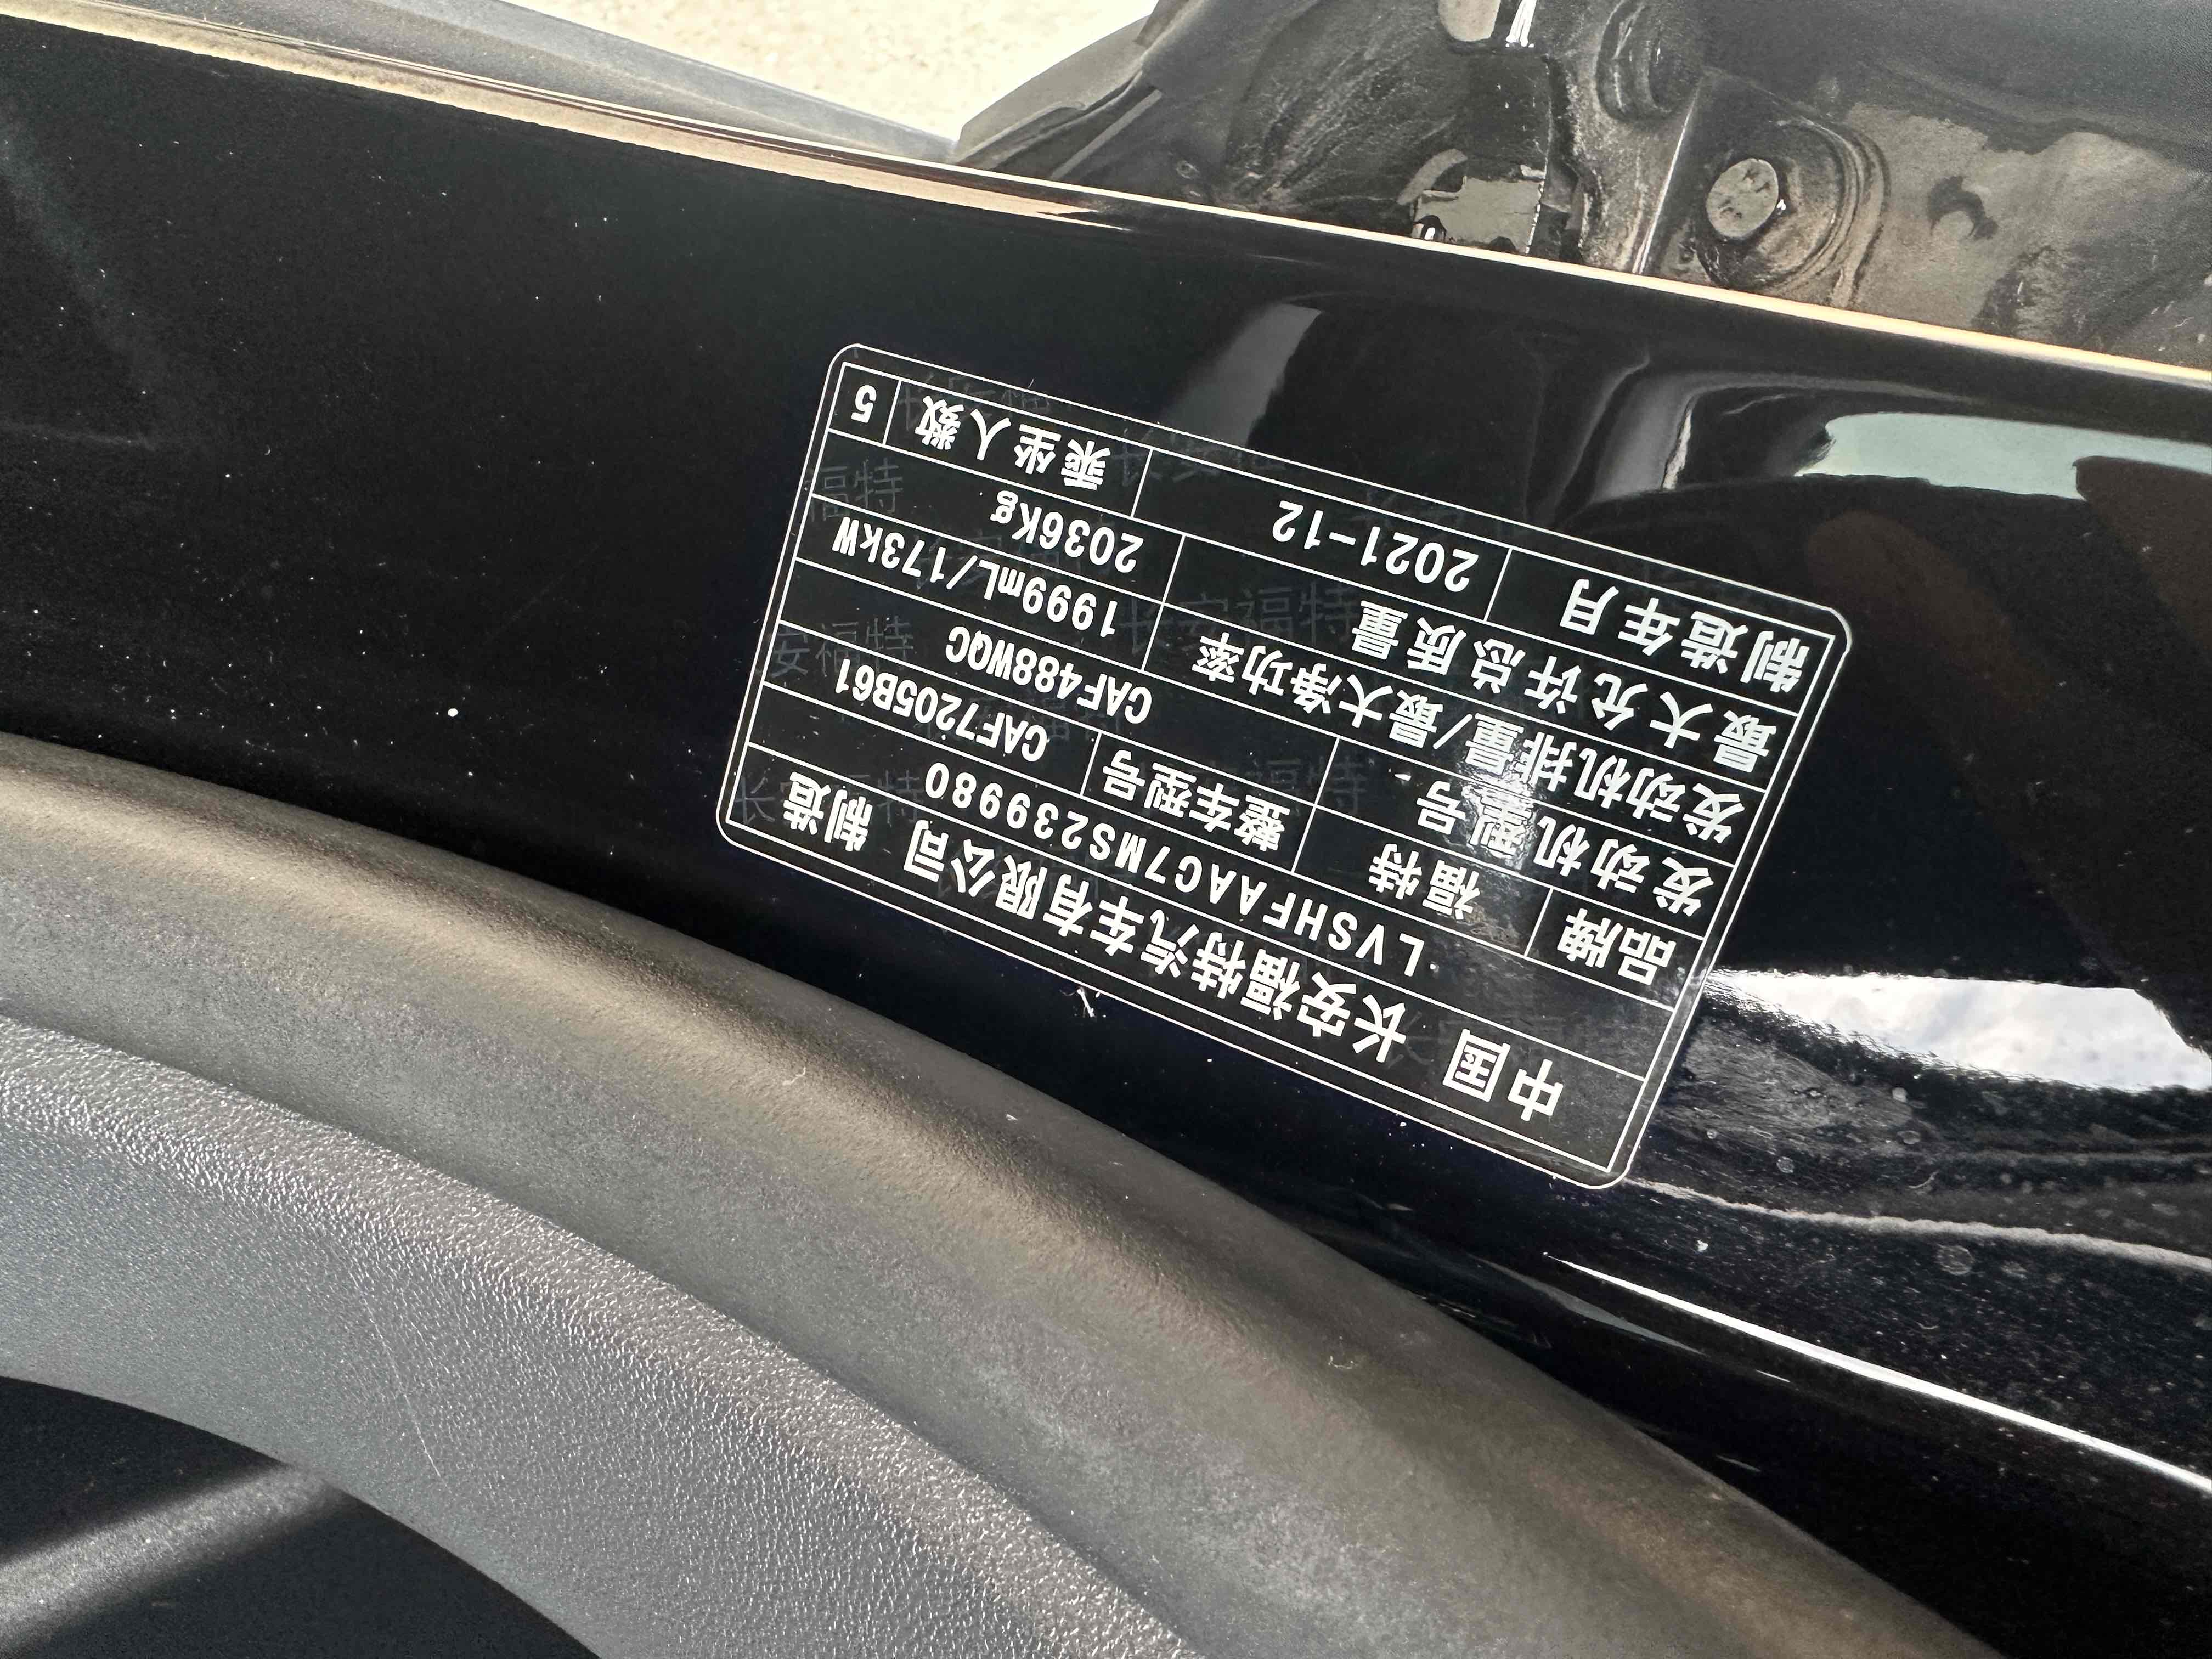 中国 长安福特汽车有限公司 制造
LVSHFAAC7MS239980
品牌 福特 整车型号 CAF7205B61
发动机型号 CAF488WQC
发动机排量/最大净功率 1999mL/173kW
最大允许总质量 2036Kg
制造年月 2021-12 乘坐人数 5